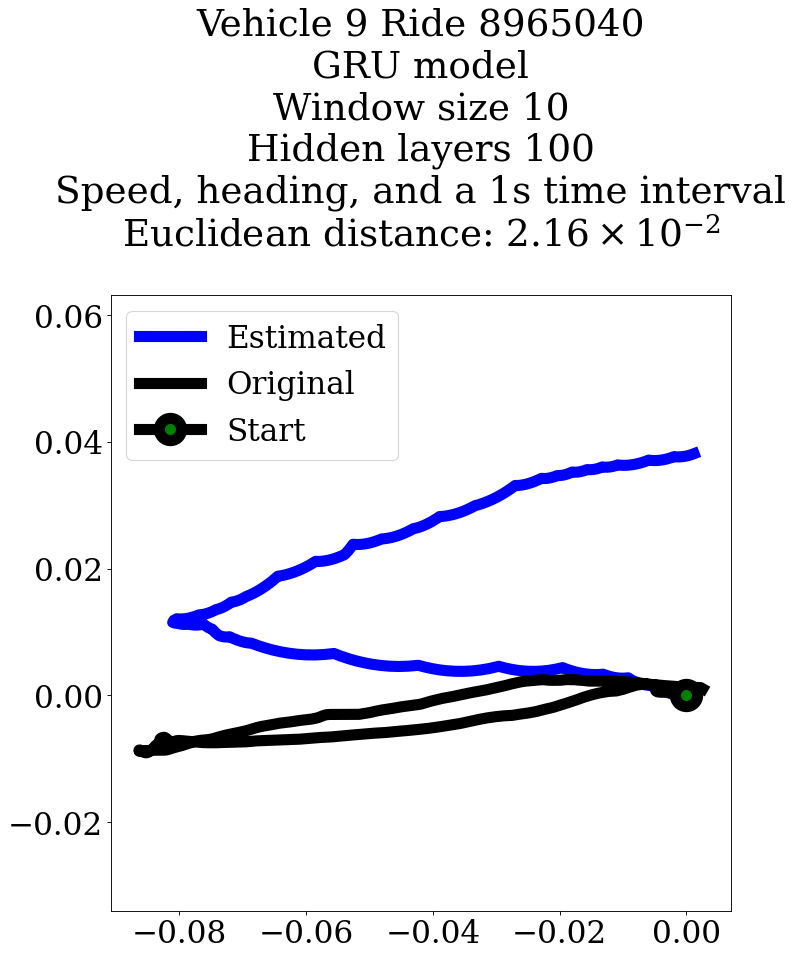 Vehicle 9 Ride 8965040
GRU model
Window size 10
Hidden layers 100
Speed, heading, and a 1s time interval
Euclidean distance: 2.16 × 10⁻²
Estimated
Original
Start
0.06
0.04
0.02
0.00
−0.02
−0.08 −0.06 −0.04 −0.02 0.00